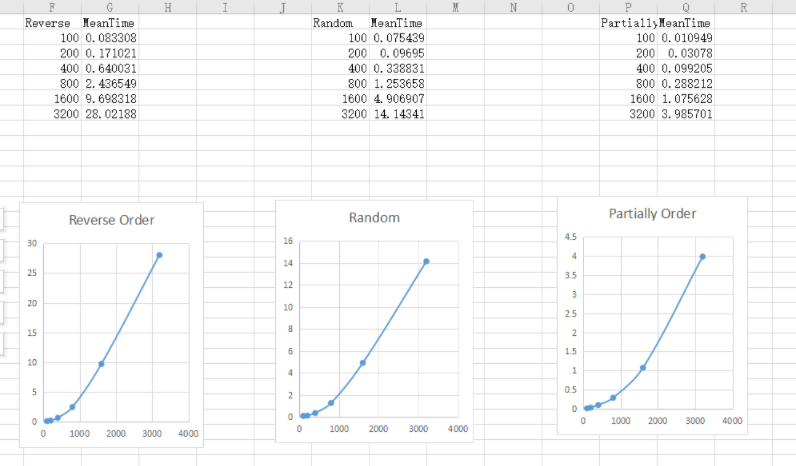 F G H I J K L M N O P Q R
Reverse MeanTime Random MeanTime Partially MeanTime
100 0.083308 100 0.075439 100 0.010949
200 0.171021 200 0.09695 200 0.03078
400 0.640031 400 0.338831 400 0.099205
800 2.436549 800 1.253658 800 0.288212
1600 9.698318 1600 4.906907 1600 1.075628
3200 28.02188 3200 14.14341 3200 3.985701
Reverse Order
30
25
20
15
10
5
0
0 1000 2000 3000 4000
Random
16
14
12
10
8
6
4
2
0
0 1000 2000 3000 4000
Partially Order
4.5
4
3.5
3
2.5
2
1.5
1
0.5
0
0 1000 2000 3000 4000